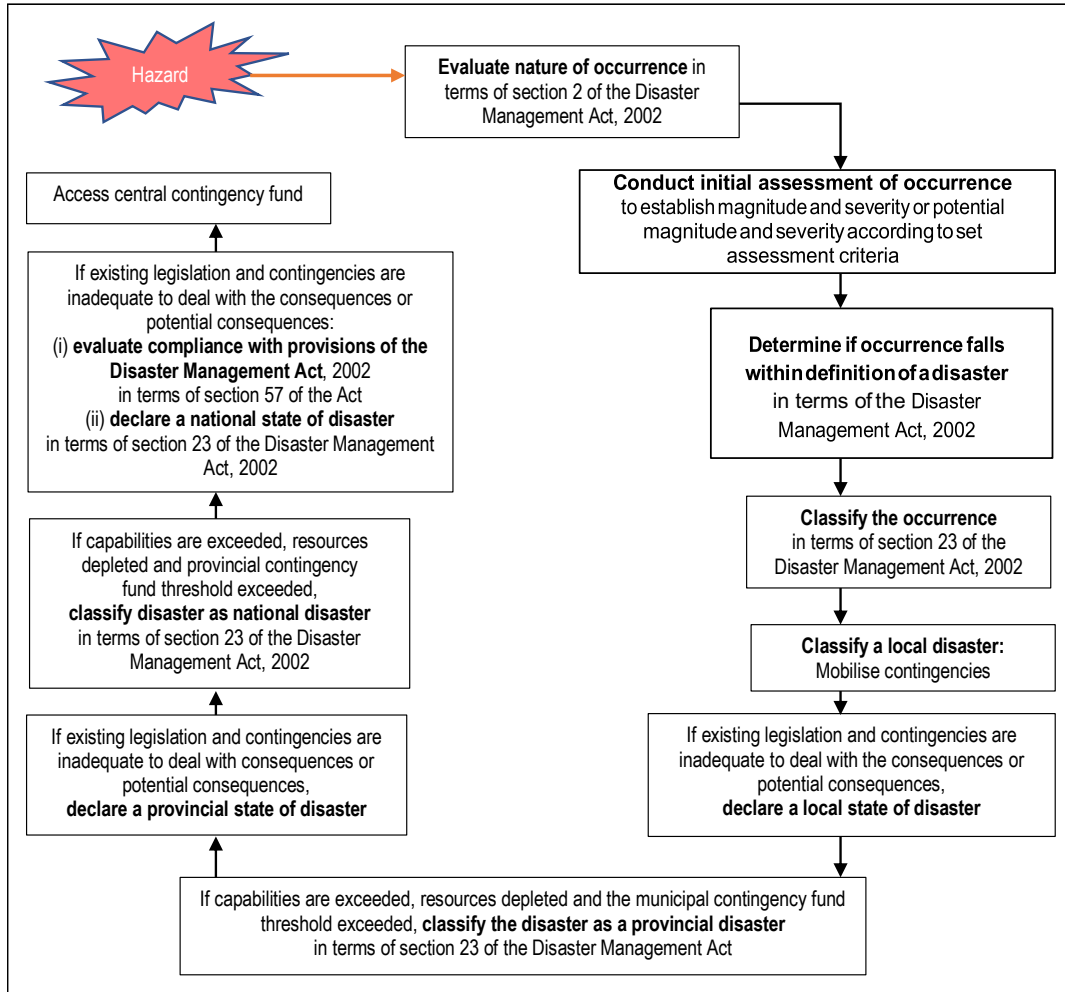 Hazard
Evaluate nature of occurrence in
terms of section 2 of the Disaster
Management Act, 2002
Conduct initial assessment of occurrence
to establish magnitude and severity or potential
magnitude and severity according to set
assessment criteria
Determine if occurrence falls
within definition of a disaster
in terms of the Disaster
Management Act, 2002
Classify the occurrence
in terms of section 23 of the
Disaster Management Act, 2002
Classify a local disaster:
Mobilise contingencies
If existing legislation and contingencies are
inadequate to deal with the consequences or
potential consequences,
declare a local state of disaster
If capabilities are exceeded, resources depleted and the municipal contingency fund
threshold exceeded, classify the disaster as a provincial disaster
in terms of section 23 of the Disaster Management Act
If existing legislation and contingencies are
inadequate to deal with consequences or
potential consequences,
declare a provincial state of disaster
If capabilities are exceeded, resources
depleted and provincial contingency
fund threshold exceeded,
classify disaster as national disaster
in terms of section 23 of the Disaster
Management Act, 2002
If existing legislation and contingencies are
inadequate to deal with the consequences or
potential consequences:
(i) evaluate compliance with provisions of the
Disaster Management Act, 2002
in terms of section 57 of the Act
(ii) declare a national state of disaster
in terms of section 23 of the Disaster Management
Act, 2002
Access central contingency fund